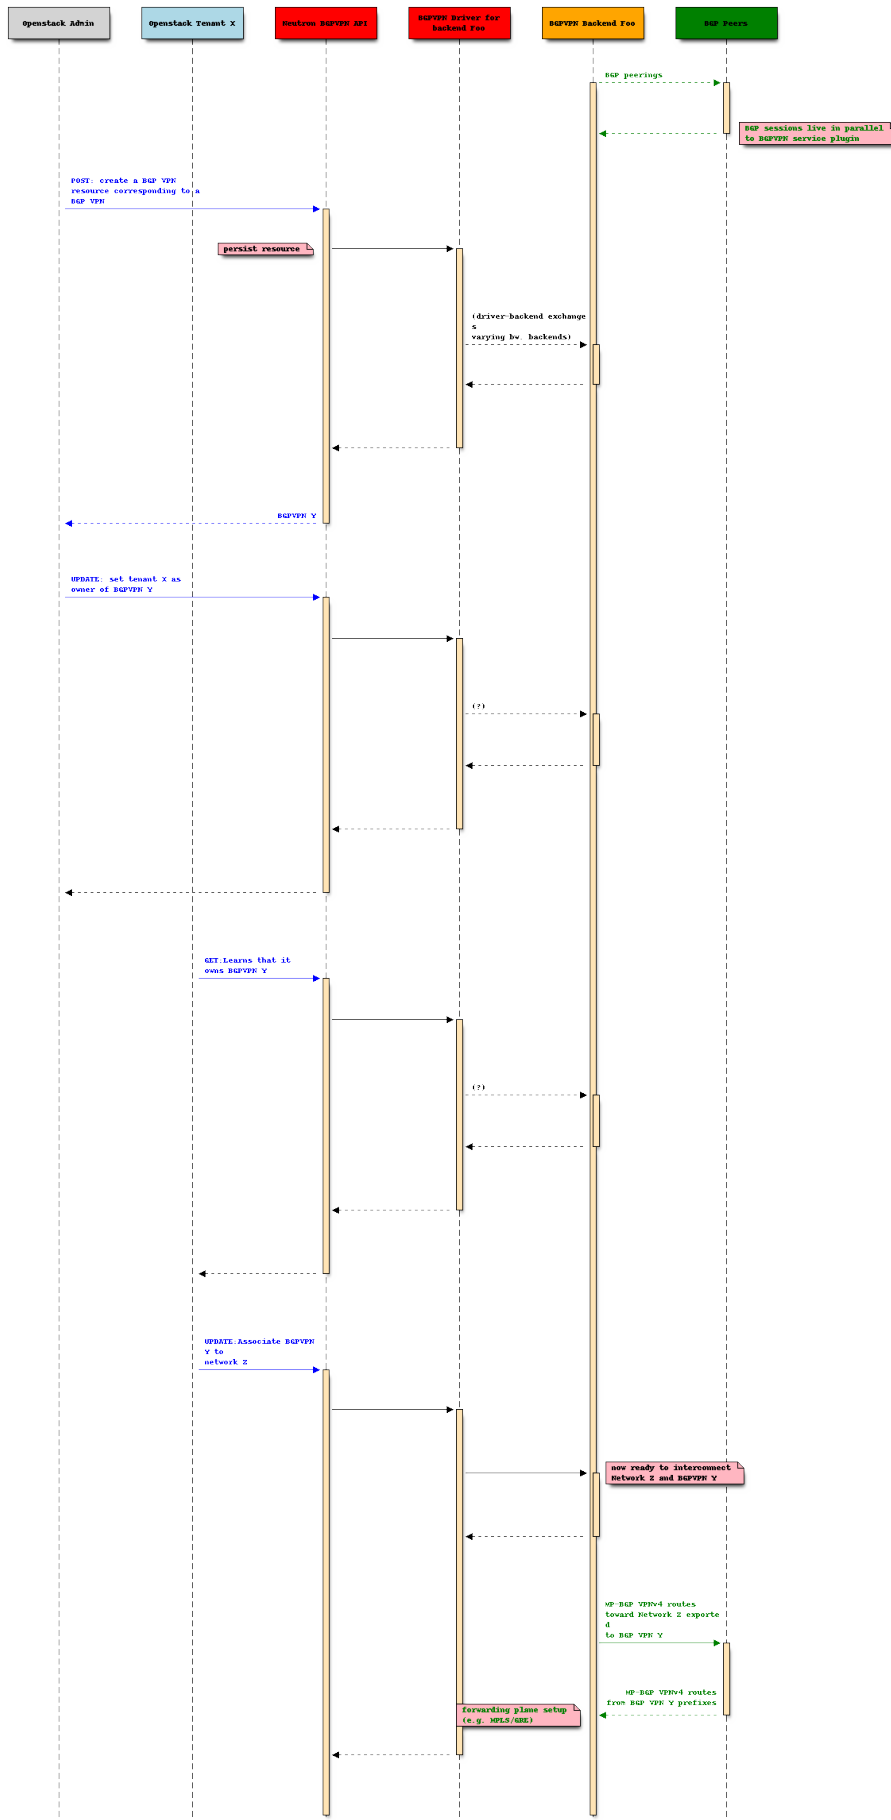 Openstack Admin
Openstack Tenant X
Neutron BGPVPN API
BGPVPN Driver for
backend Foo
BGPVPN Backend Foo
BGP Peers
BGP peerings
BGP sessions live in parallel
to BGPVPN service plugin
POST: create a BGP VPN
resource corresponding to a
BGP VPN
persist resource
(driver-backend exchange
s
varying bw. backends)
BGPVPN Y
UPDATE: set tenant X as
owner of BGPVPN Y
(?)
GET:Learns that it
owns BGPVPN Y
(?)
UPDATE:Associate BGPVPN
Y to
network Z
now ready to interconnect
Network Z and BGPVPN Y
MP-BGP VPNv4 routes
toward Network Z exporte
d
to BGP VPN Y
MP-BGP VPNv4 routes
from BGP VPN Y prefixes
forwarding plane setup
(e.g. MPLS/GRE)